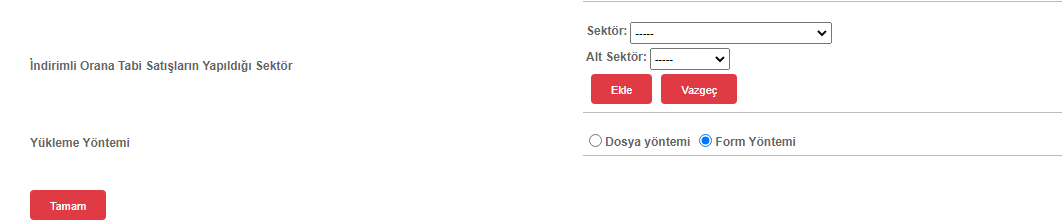 Sektör: -----
İndirimli Orana Tabi Satışların Yapıldığı Sektör
Alt Sektör: -----
Ekle Vazgeç
Yükleme Yöntemi
Dosya yöntemi Form Yöntemi
Tamam